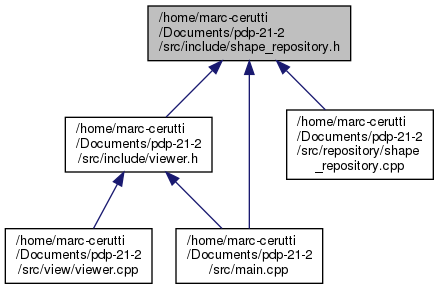 /home/marc-cerutti
/Documents/pdp-21-2
/src/include/shape_repository.h
/home/marc-cerutti
/Documents/pdp-21-2
/src/include/viewer.h
/home/marc-cerutti
/Documents/pdp-21-2
/src/repository/shape
_repository.cpp
/home/marc-cerutti
/Documents/pdp-21-2
/src/view/viewer.cpp
/home/marc-cerutti
/Documents/pdp-21-2
/src/main.cpp